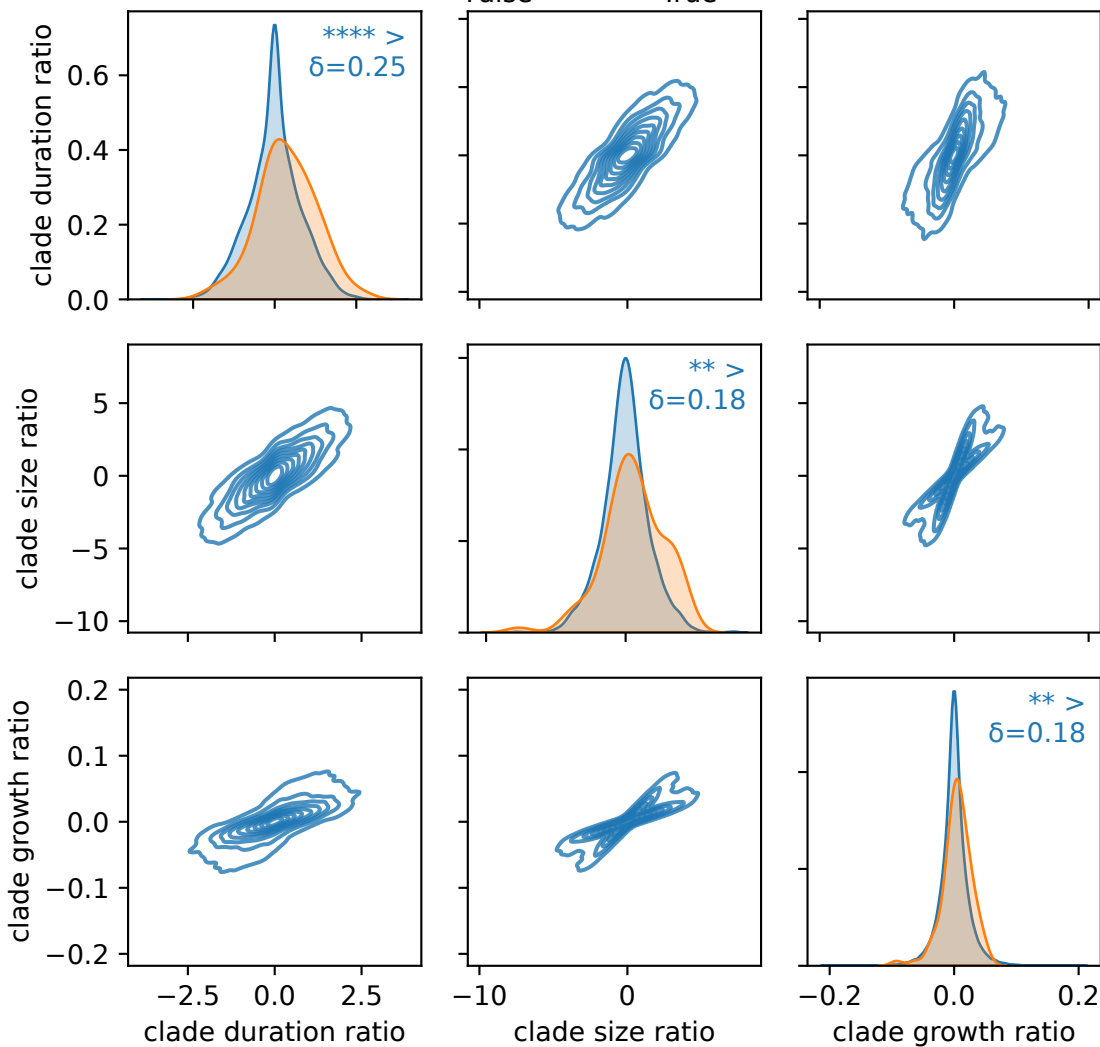 False True
clade duration ratio
0.6
0.4
0.2
0.0
**** >
δ=0.25
clade size ratio
5
0
−5
−10
** >
δ=0.18
clade growth ratio
0.2
0.1
0.0
−0.1
−0.2
** >
δ=0.18
−2.5 0.0 2.5
−10 0
−0.2 0.0 0.2
clade duration ratio
clade size ratio
clade growth ratio